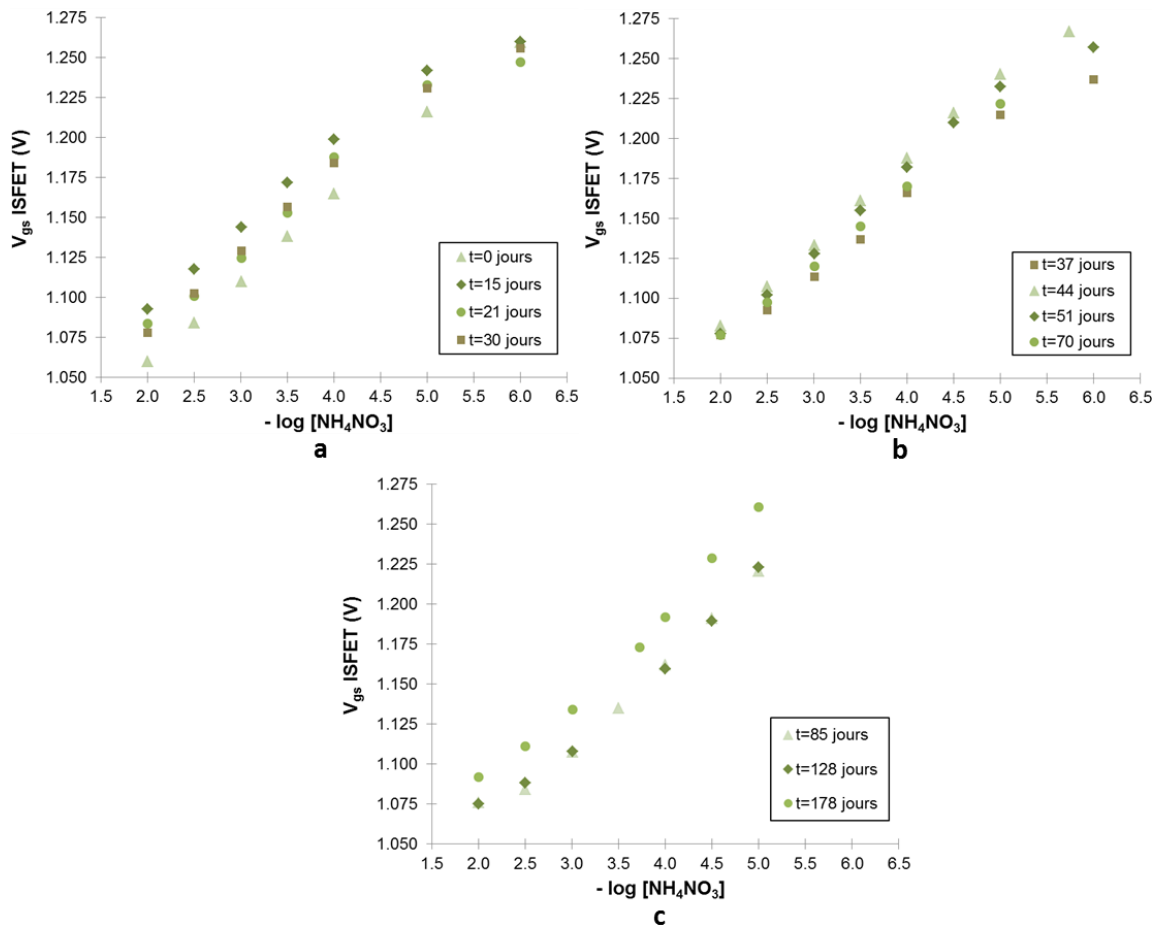 1.275
1.250
1.225
1.200
1.175
1.150
1.125
1.100
1.075
1.050
Vgs ISFET (V)
1.5 2.0 2.5 3.0 3.5 4.0 4.5 5.0 5.5 6.0 6.5
- log [NH4NO3]
t=0 jours
t=15 jours
t=21 jours
t=30 jours
a
1.275
1.250
1.225
1.200
1.175
1.150
1.125
1.100
1.075
1.050
Vgs ISFET (V)
1.5 2.0 2.5 3.0 3.5 4.0 4.5 5.0 5.5 6.0 6.5
- log [NH4NO3]
t=37 jours
t=44 jours
t=51 jours
t=70 jours
b
1.275
1.250
1.225
1.200
1.175
1.150
1.125
1.100
1.075
1.050
Vgs ISFET (V)
1.5 2.0 2.5 3.0 3.5 4.0 4.5 5.0 5.5 6.0 6.5
- log [NH4NO3]
t=85 jours
t=128 jours
t=178 jours
c